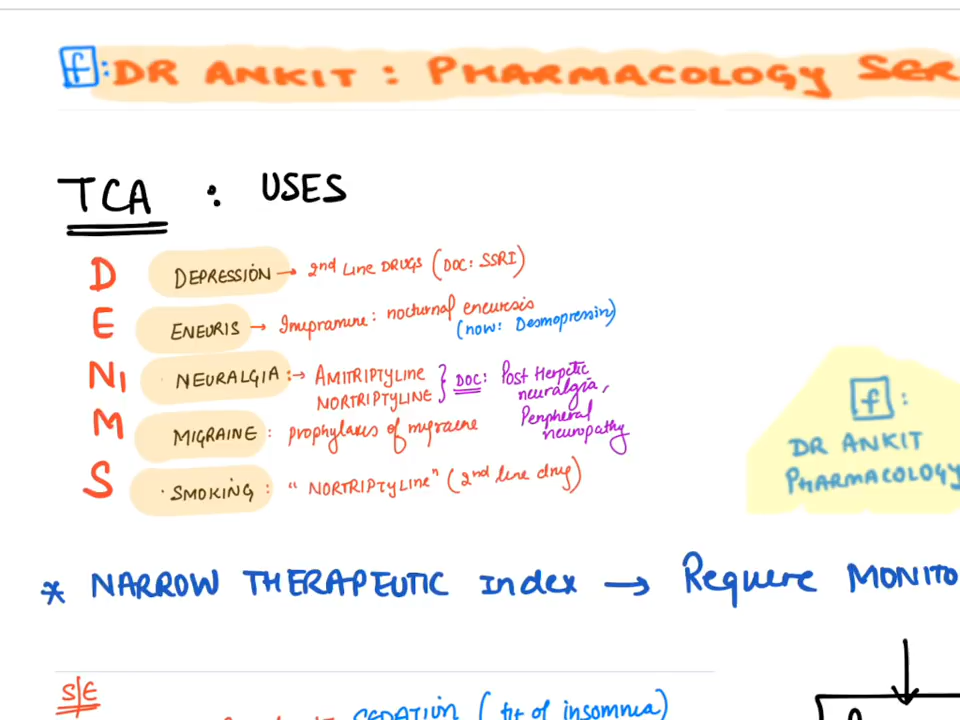 f : DR ANKIT : PHARMACOLOGY SER
TCA : USES
D DEPRESSION → 2nd LINE DRUGS (DOC: SSRI)
E ENEURIS → Imipramine : nocturnal eneuresis
(now: Desmopressin)
N NEURALGIA :→ AMITRIPTYLINE } DOC: Post Herpetic
NORTRIPTYLINE neuralgia,
I
Peripheral
neuropathy
M MIGRAINE : prophylaxis of migraine
S SMOKING : "NORTRIPTYLINE" (2nd line drug)
f :
DR ANKIT
PHARMACOLOGY
* NARROW THERAPEUTIC Index → Require MONITO
S/E
SEDATION ( t/t of insomnia)